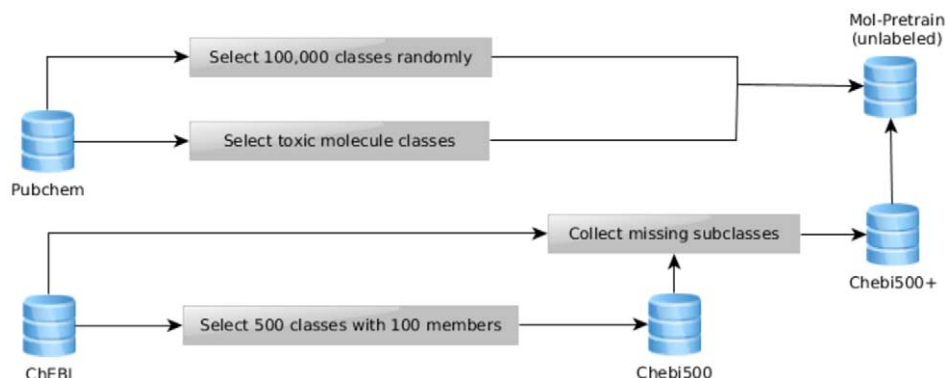 Mol-Pretrain
(unlabeled)
Select 100,000 classes randomly
Select toxic molecule classes
Pubchem
Collect missing subclasses
Chebi500+
Select 500 classes with 100 members
ChEBI
Chebi500